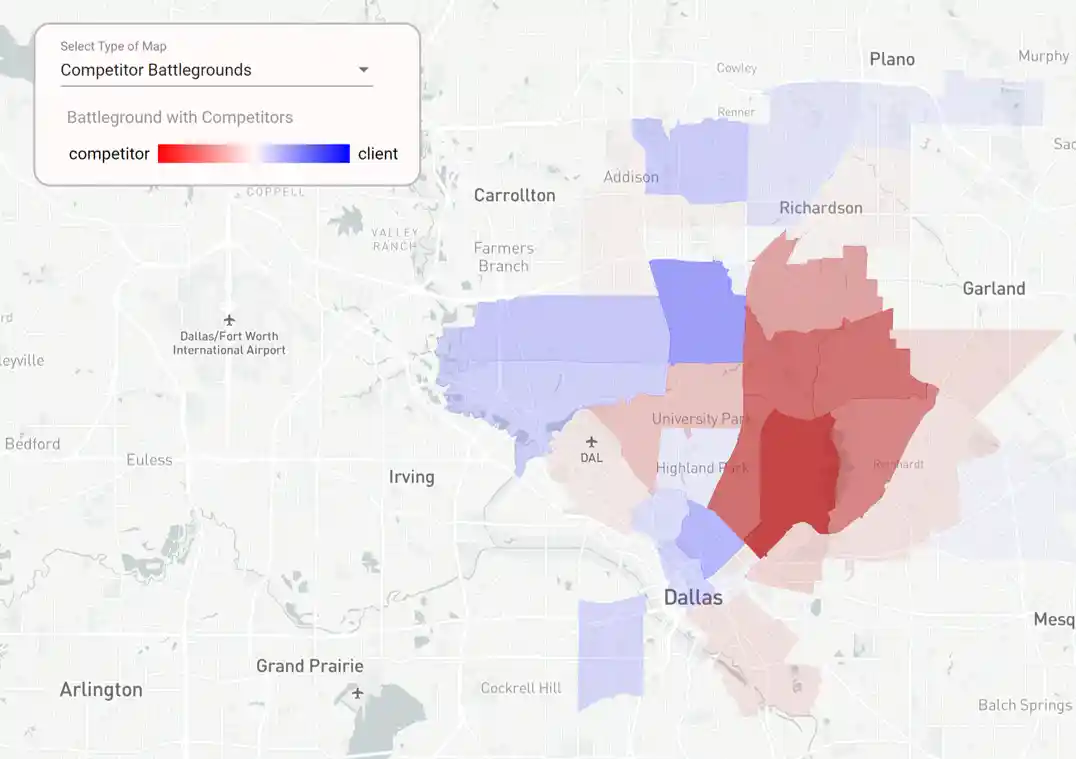 Select Type of Map
Competitor Battlegrounds
Battleground with Competitors
competitor
client
Plano
Murphy
Cowley
Renner
Sac
Addison
COPPELL
Carrollton
Richardson
VALLEY
RANCH
Farmers
Branch
Garland
rd
Dallas/Fort Worth
International Airport
leyville
University Park
Bedford
DAL
Euless
Irving
Highland Park
Reinhardt
Dallas
Mesq
Grand Prairie
Arlington
Cockrell Hill
Balch Springs